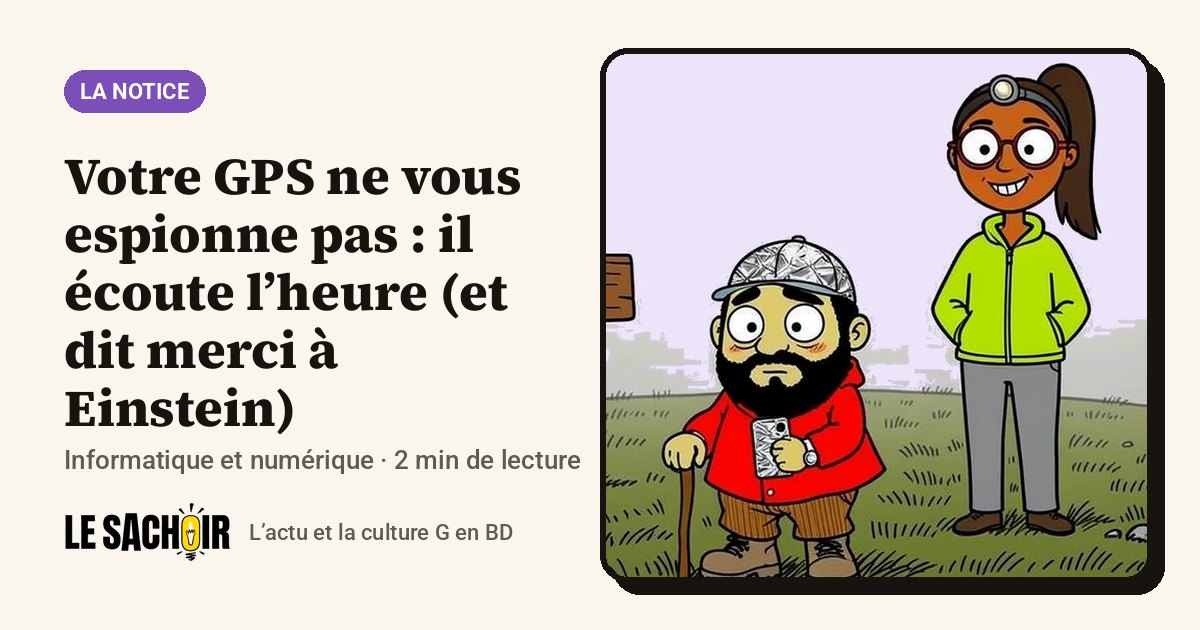 LA NOTICE
Votre GPS ne vous
espionne pas : il
écoute l’heure (et
dit merci à
Einstein)
Informatique et numérique · 2 min de lecture
LE SACHOIR
L’actu et la culture G en BD